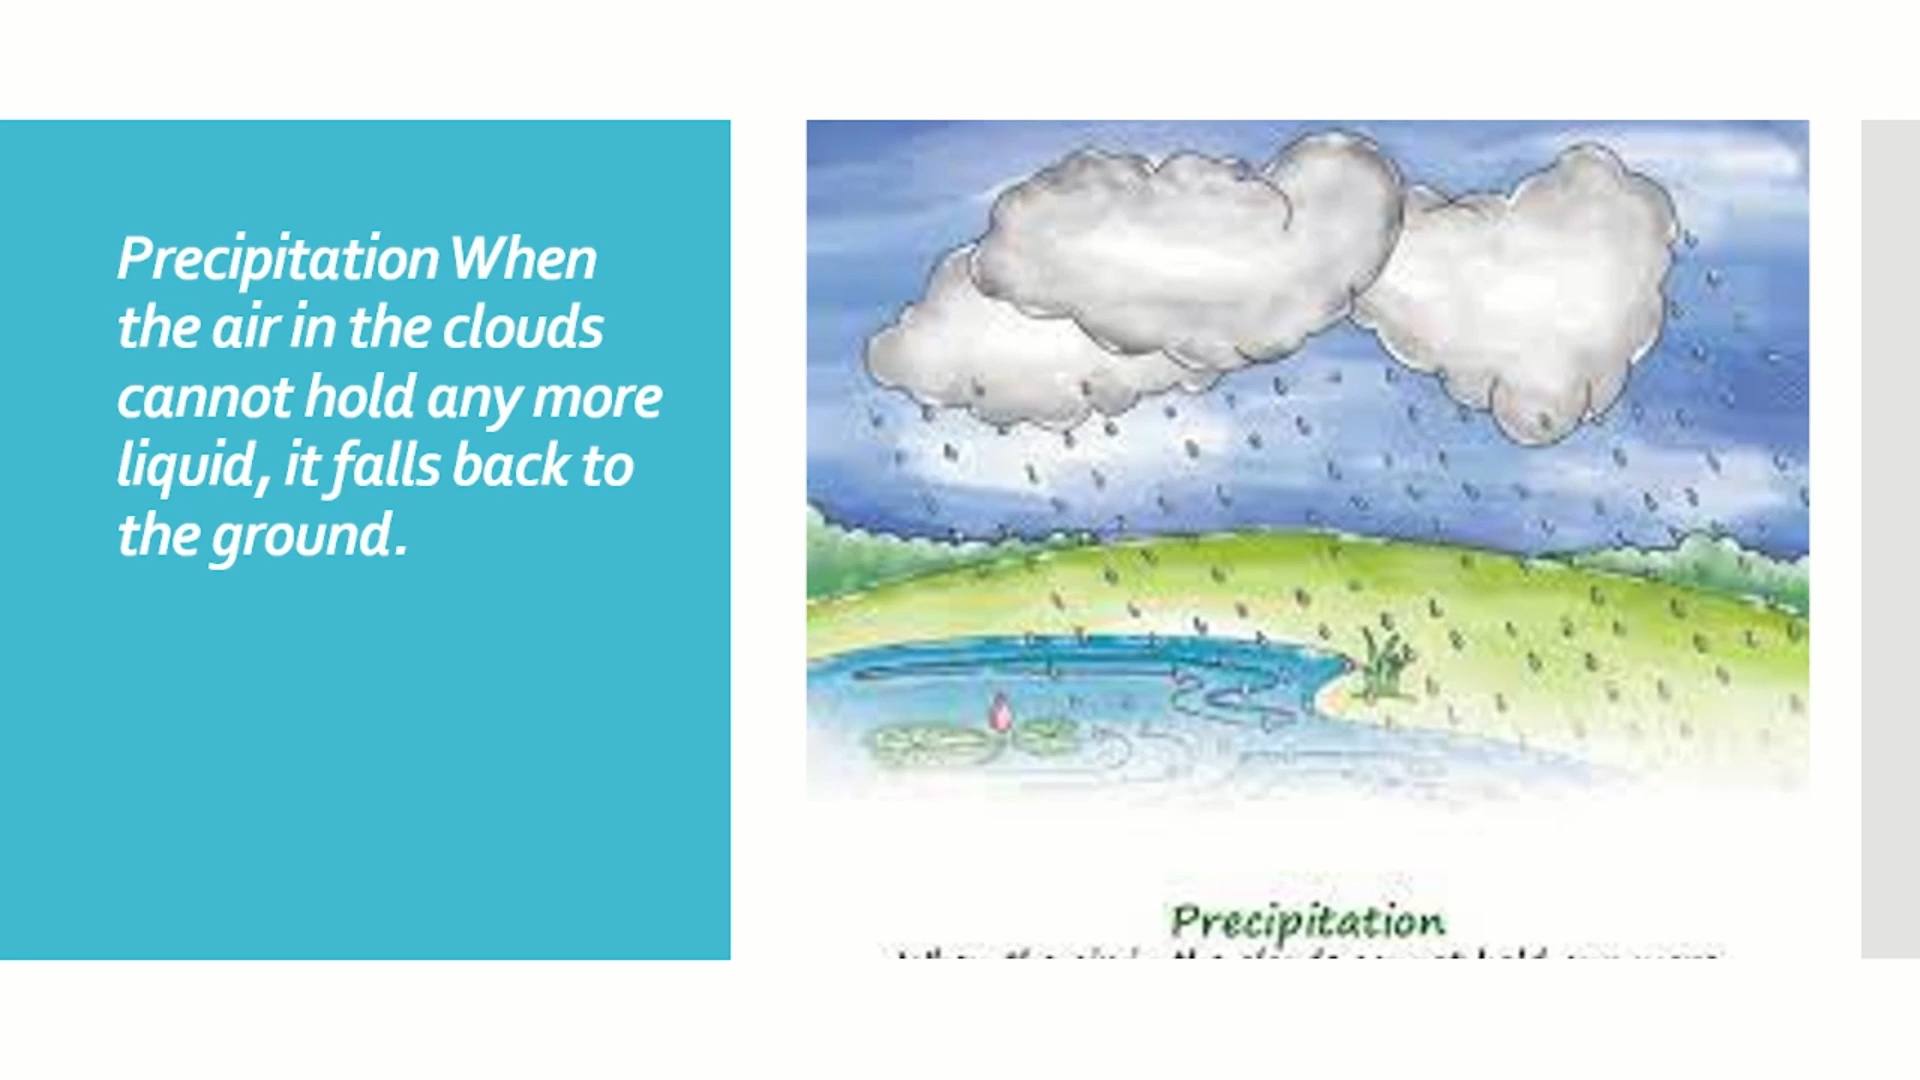 Precipitation When
the air in the clouds
cannot hold any more
liquid, it falls back to
the ground.
Precipitation